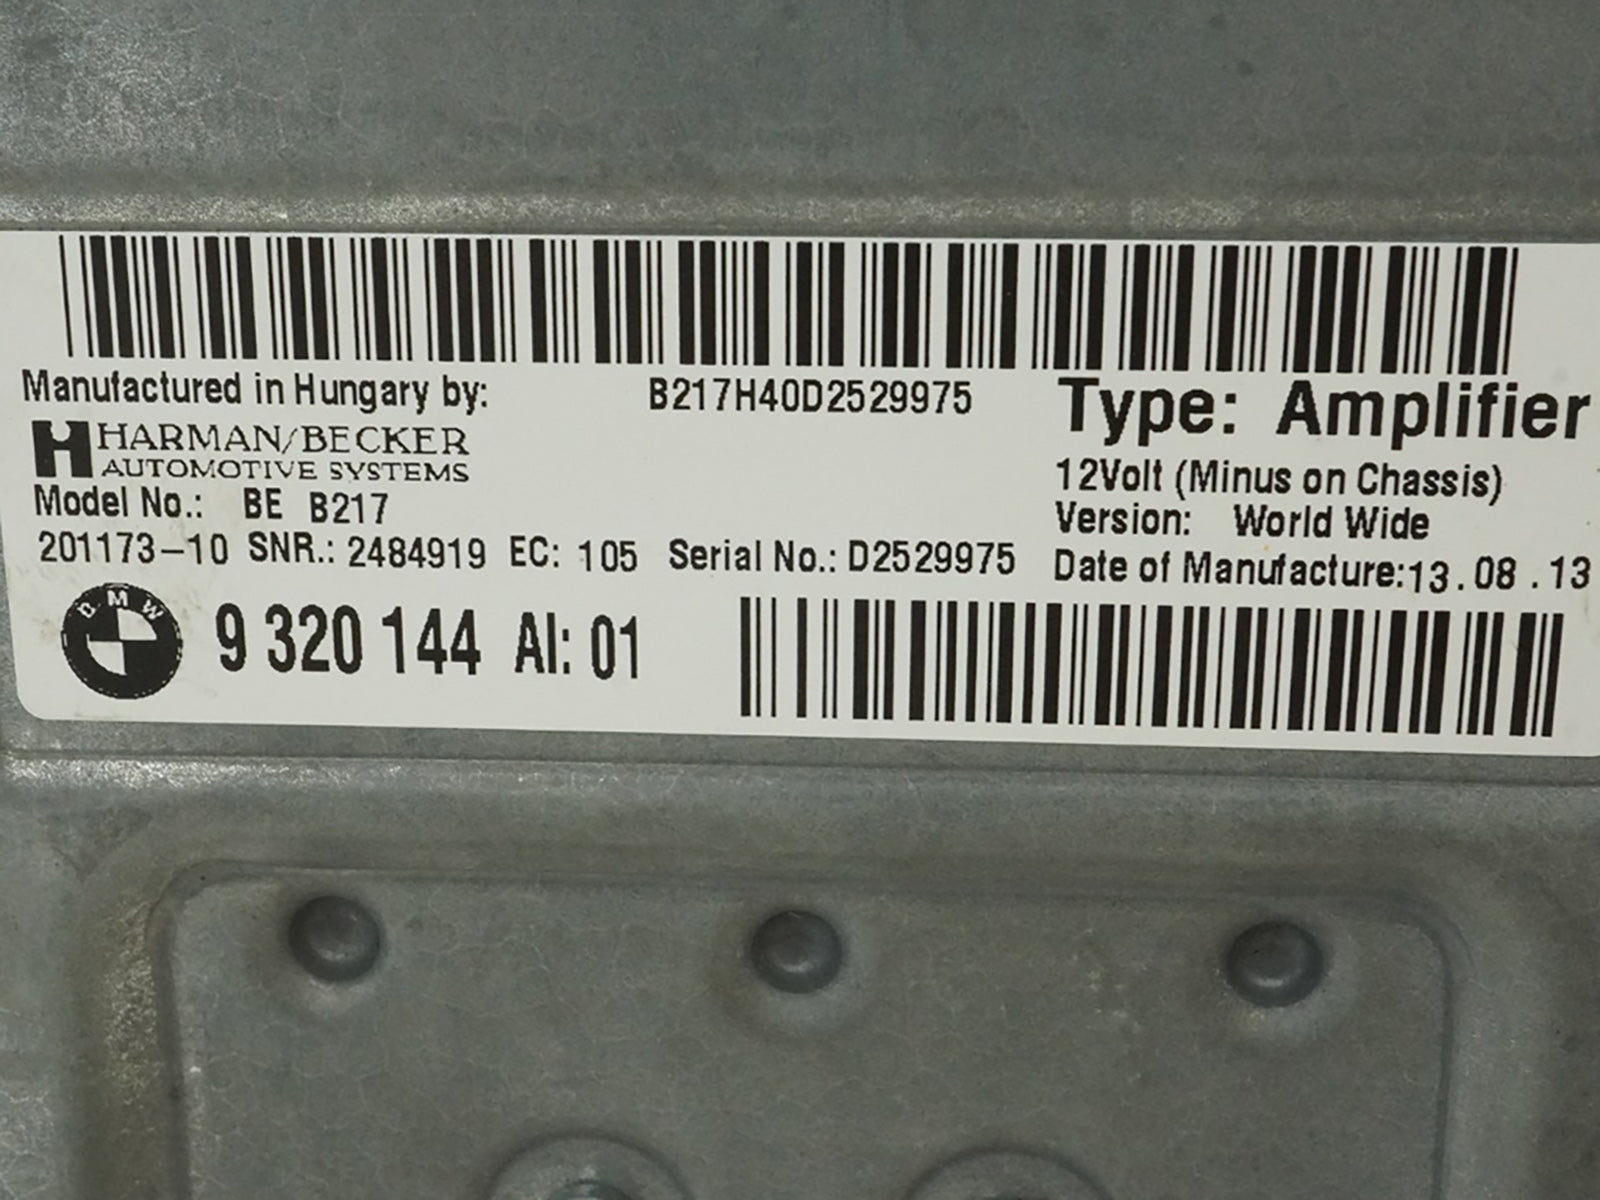 Manufactured in Hungary by:
B217H40D2529975
Type: Amplifier
HARMAN/BECKER
AUTOMOTIVE SYSTEMS
12Volt (Minus on Chassis)
Model No.: BE B217
Version: World Wide
201173-10 SNR.: 2484919 EC: 105 Serial No.: D2529975
Date of Manufacture:13.08.13
BMW
9 320 144 AI: 01